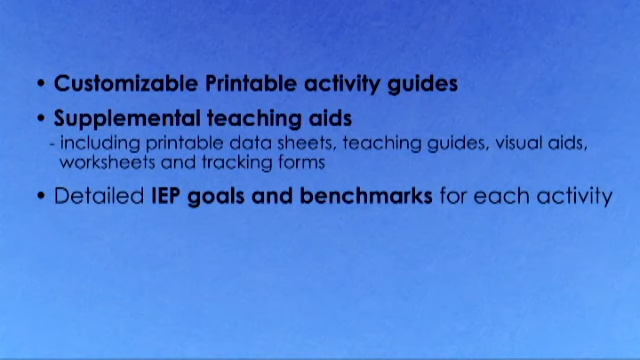 • Customizable Printable activity guides
• Supplemental teaching aids
- including printable data sheets, teaching guides, visual aids,
worksheets and tracking forms
• Detailed IEP goals and benchmarks for each activity